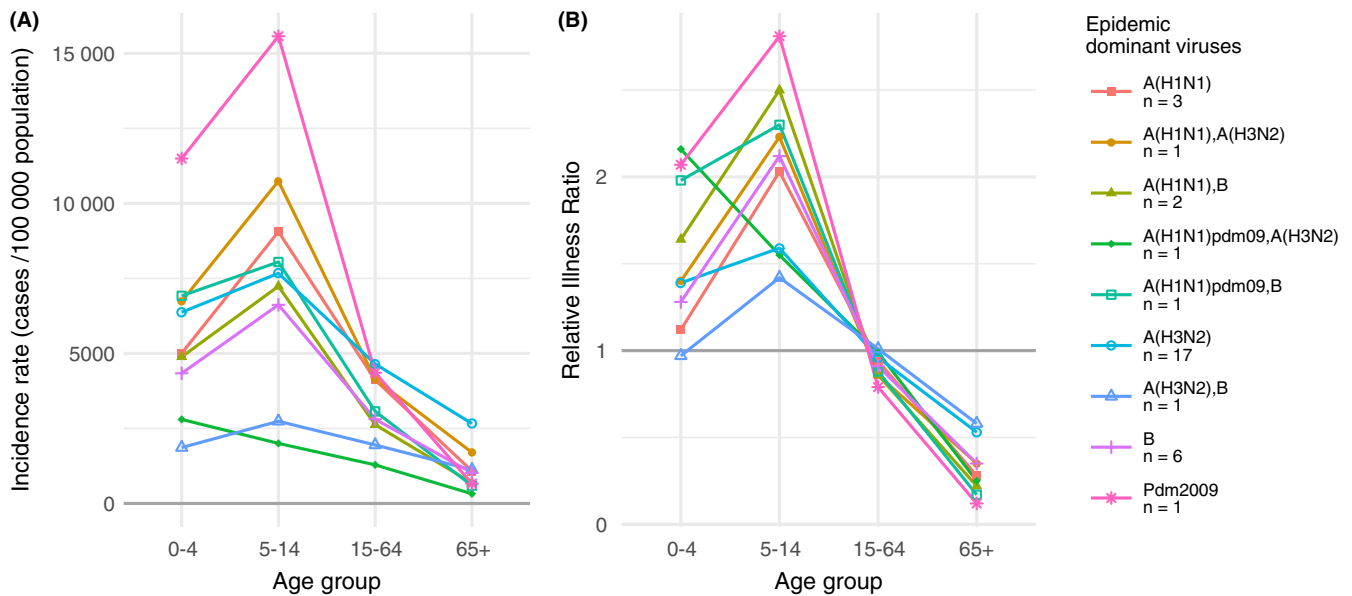 (A)
Incidence rate (cases /100 000 population)
15 000
10 000
5000
0
0-4
5-14
15-64
65+
Age group
(B)
Relative Illness Ratio
2
1
0
0-4
5-14
15-64
65+
Age group
Epidemic
dominant viruses
A(H1N1)
n = 3
A(H1N1),A(H3N2)
n = 1
A(H1N1),B
n = 2
A(H1N1)pdm09,A(H3N2)
n = 1
A(H1N1)pdm09,B
n = 1
A(H3N2)
n = 17
A(H3N2),B
n = 1
B
n = 6
Pdm2009
n = 1